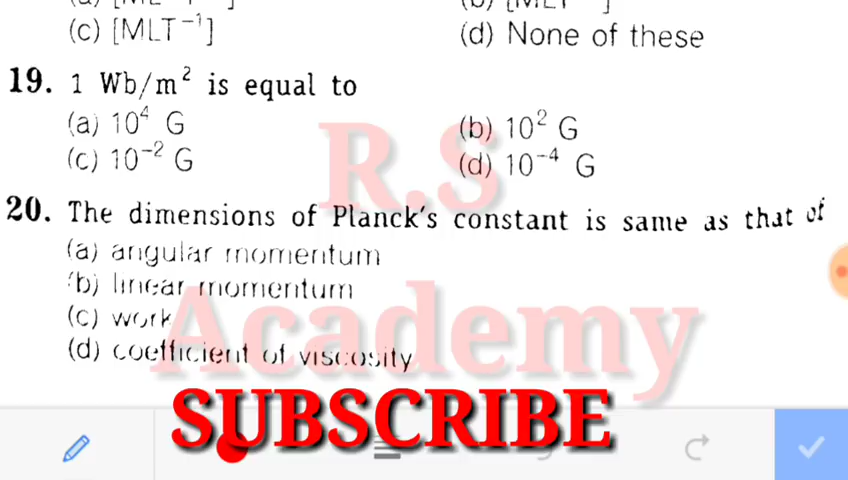 (c) [MLT⁻¹]
(d) None of these
19. 1 Wb/m² is equal to
(a) 10⁴ G
(b) 10² G
(c) 10⁻² G
(d) 10⁻⁴ G
20. The dimensions of Planck's constant is same as that of
(a) angular momentum
(b) linear momentum
(c) work
(d) coefficient of viscosity
R.S
Academy
SUBSCRIBE